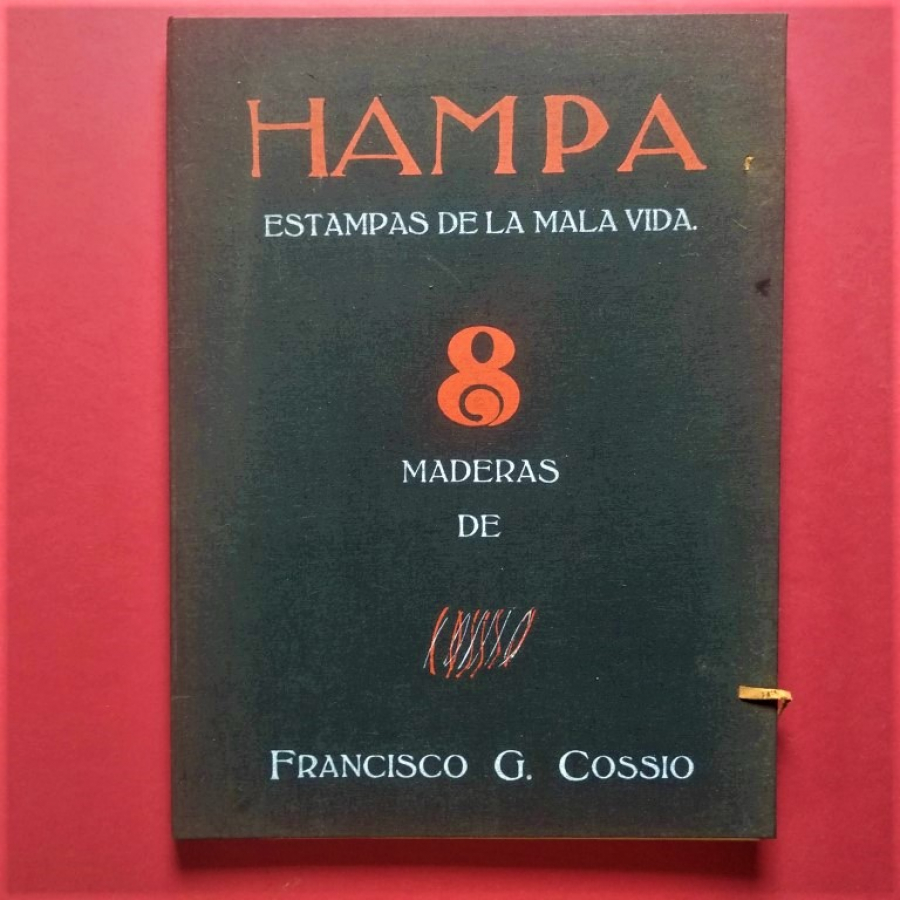 HAMPA
ESTAMPAS DE LA MALA VIDA.
8
MADERAS
DE
COSSIO
FRANCISCO G. COSSIO